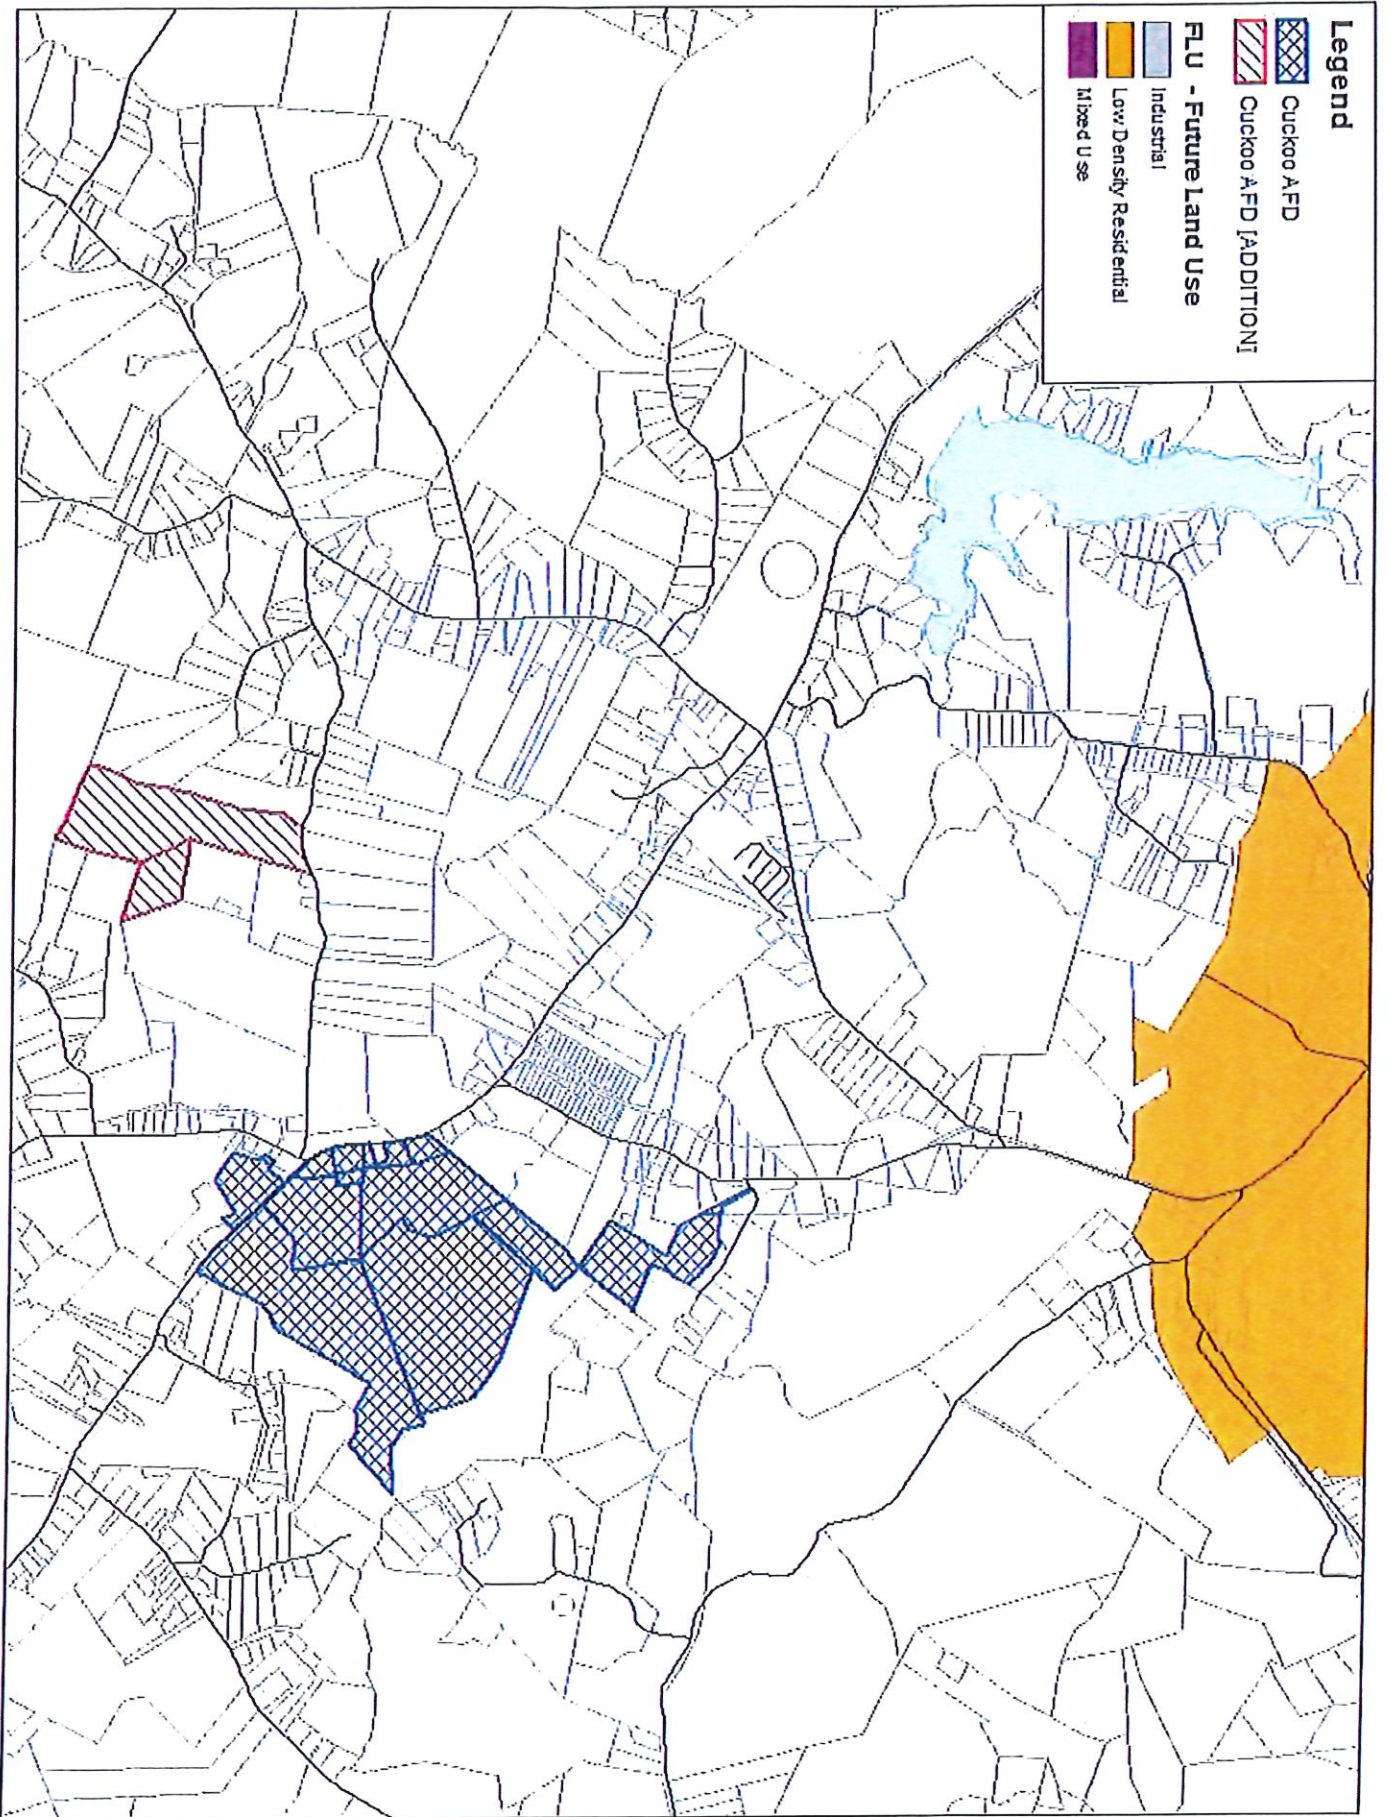 Legend
Cuckoo AFD
Cuckoo AFD [ADDITION]
FLU - Future Land Use
Industrial
Low Density Residential
Mixed Use